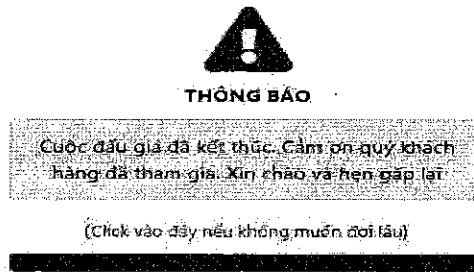 THÔNG BÁO
Cuộc đấu giá đã kết thúc. Cảm ơn quý khách
hàng đã tham gia. Xin chào và hẹn gặp lại
(Click vào đây nếu không muốn đợi lâu)